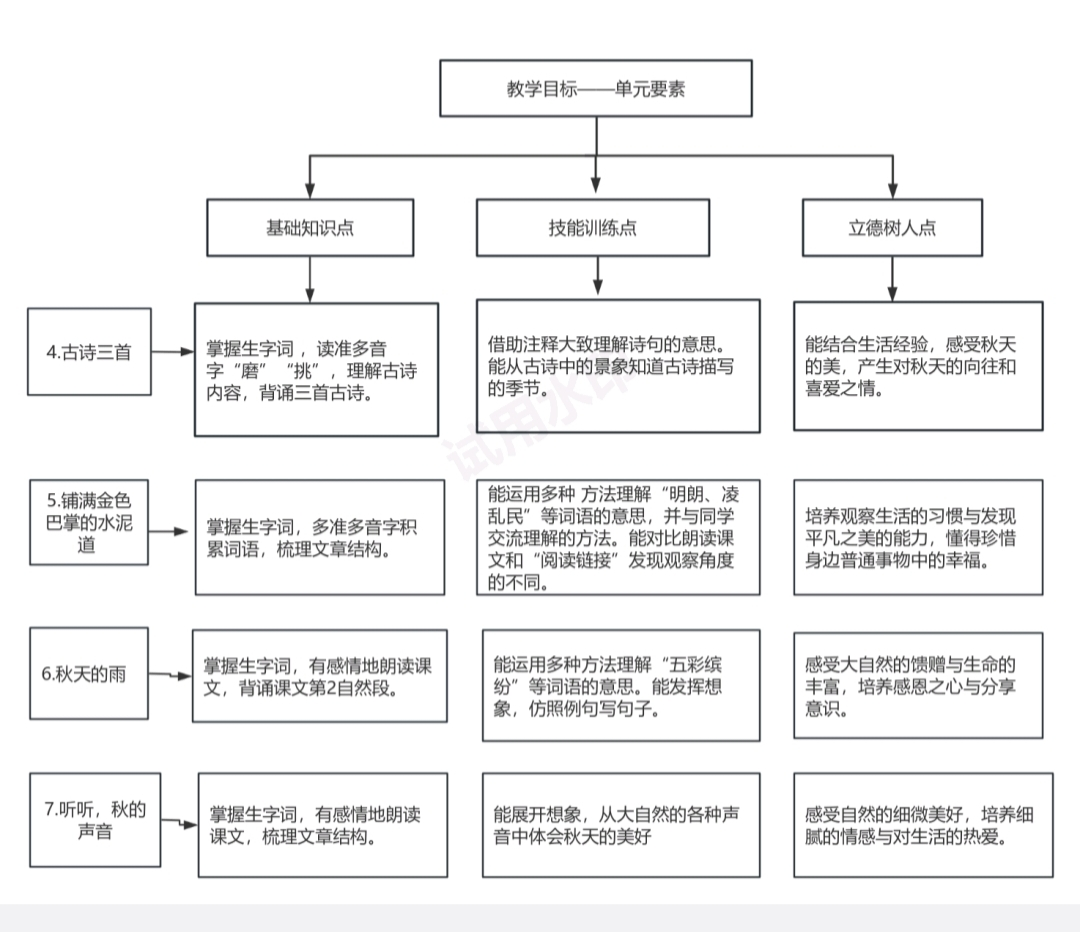 教学目标——单元要素
基础知识点
技能训练点
立德树人点
4.古诗三首
掌握生字词，读准多音
字“磨”“挑”，理解古诗
内容，背诵三首古诗。
借助注释大致理解诗句的意思。
能从古诗中的景象知道古诗描写
的季节。
能结合生活经验，感受秋天
的美，产生对秋天的向往和
喜爱之情。
5.铺满金色
巴掌的水泥
道
掌握生字词，多准多音字积
累词语，梳理文章结构。
能运用多种 方法理解“明朗、凌
乱民”等词语的意思，并与同学
交流理解的方法。能对比朗读课
文和“阅读链接”发现观察角度
的不同。
培养观察生活的习惯与发现
平凡之美的能力，懂得珍惜
身边普通事物中的幸福。
6.秋天的雨
掌握生字词，有感情地朗读课
文，背诵课文第2自然段。
能运用多种方法理解“五彩缤
纷”等词语的意思。能发挥想
象，仿照例句写句子。
感受大自然的馈赠与生命的
丰富，培养感恩之心与分享
意识。
7.听听，秋的
声音
掌握生字词，有感情地朗读
课文，梳理文章结构。
能展开想象，从大自然的各种声
音中体会秋天的美好
感受自然的细微美好，培养细
腻的情感与对生活的热爱。
试用水印